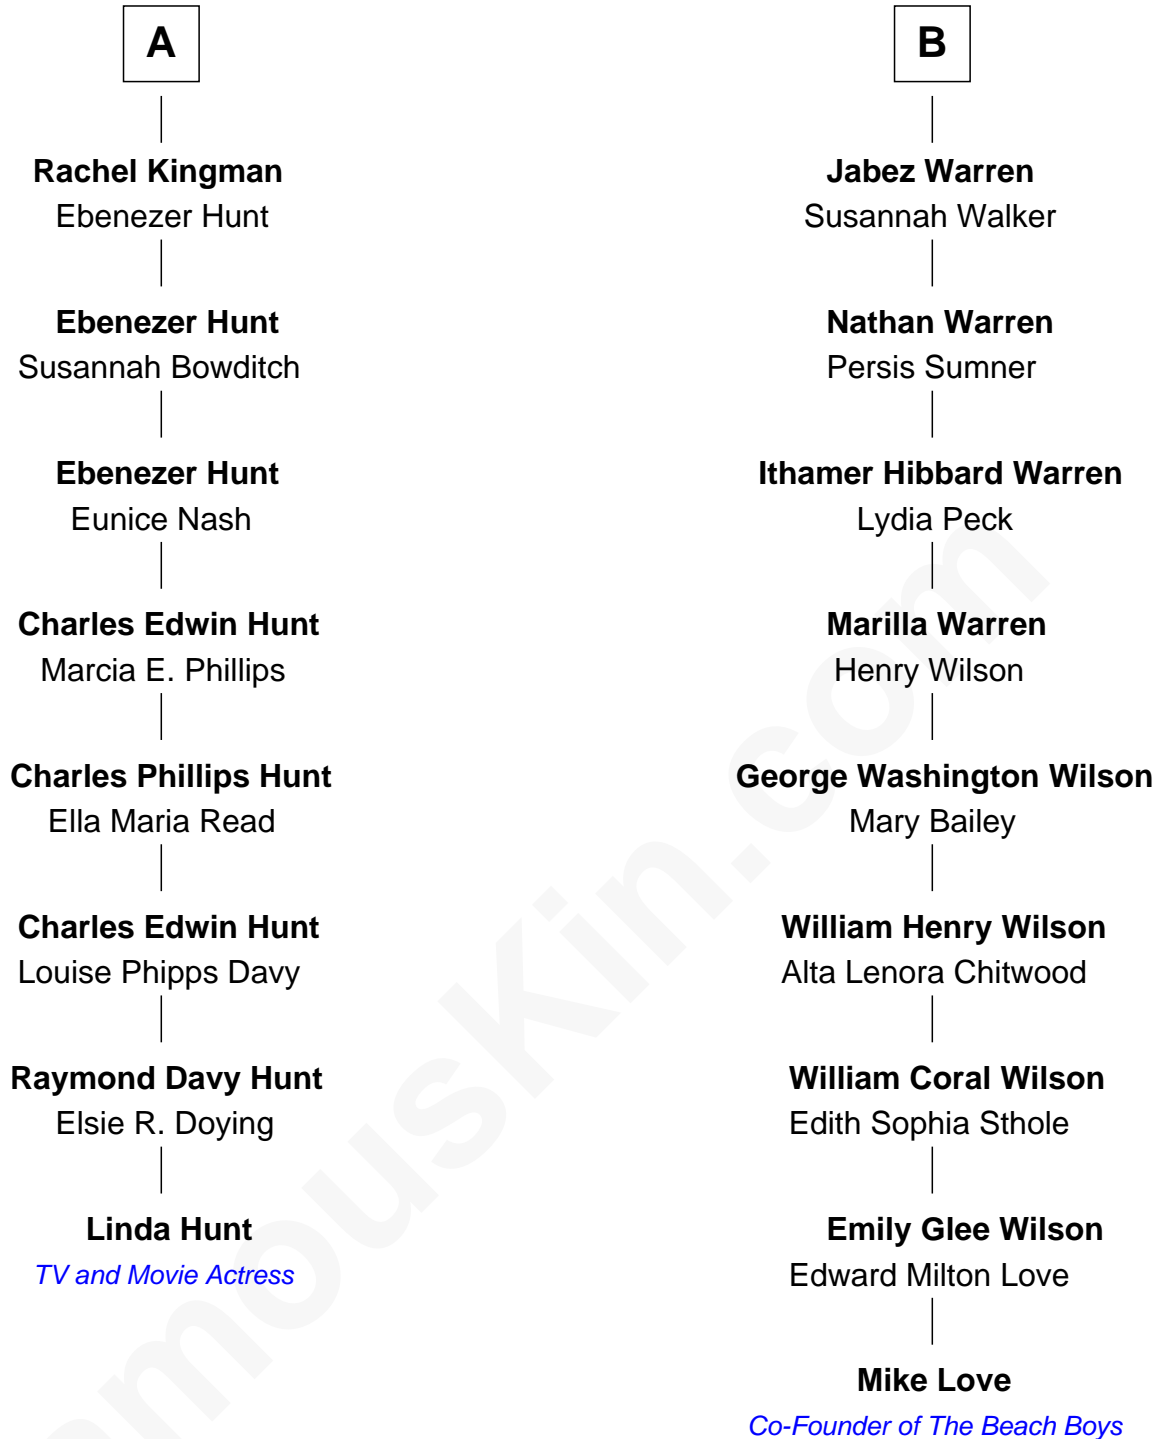 A
Rachel Kingman
Ebenezer Hunt
Ebenezer Hunt
Susannah Bowditch
Ebenezer Hunt
Eunice Nash
Charles Edwin Hunt
Marcia E. Phillips
Charles Phillips Hunt
Ella Maria Read
Charles Edwin Hunt
Louise Phipps Davy
Raymond Davy Hunt
Elsie R. Doying
Linda Hunt
TV and Movie Actress
B
Jabez Warren
Susannah Walker
Nathan Warren
Persis Sumner
Ithamer Hibbard Warren
Lydia Peck
Marilla Warren
Henry Wilson
George Washington Wilson
Mary Bailey
William Henry Wilson
Alta Lenora Chitwood
William Coral Wilson
Edith Sophia Sthole
Emily Glee Wilson
Edward Milton Love
Mike Love
Co-Founder of The Beach Boys
amousKin.com